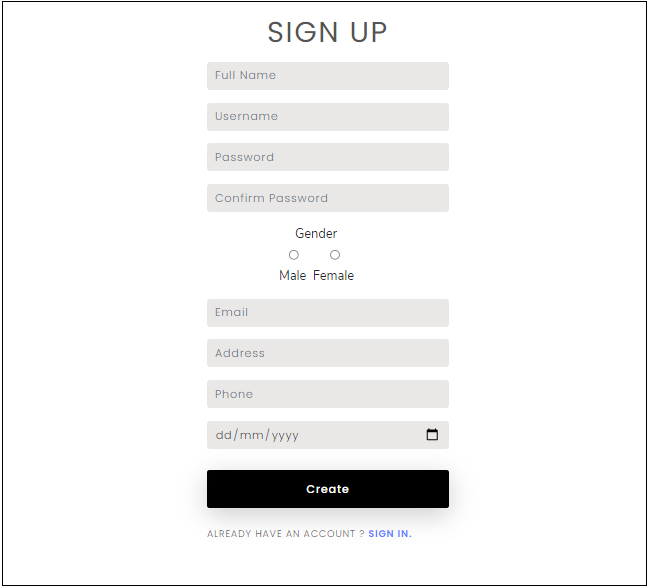 SIGN UP
Full Name
Username
Password
Confirm Password
Gender
Male Female
Email
Address
Phone
dd/mm/yyyy
Create
ALREADY HAVE AN ACCOUNT ? SIGN IN.